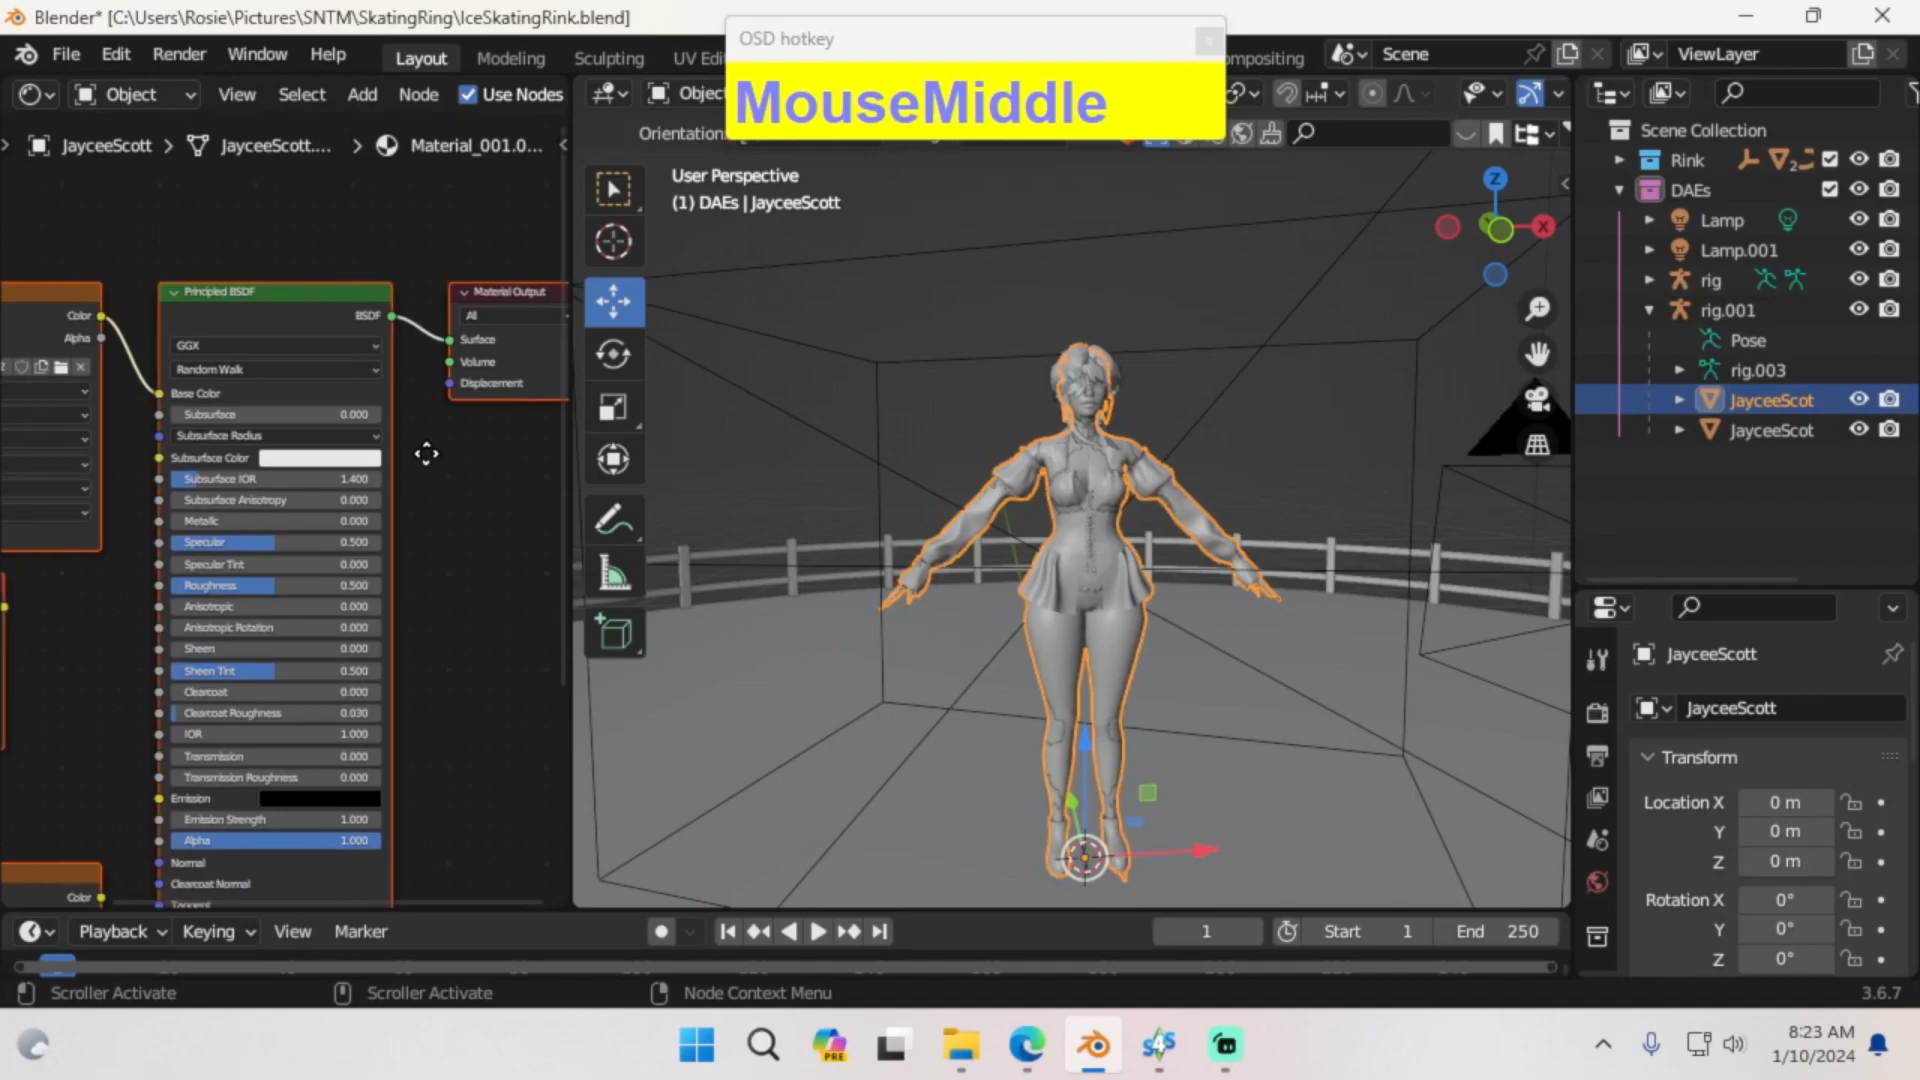 Blender* [C:\Users\Rosie\Pictures\SNTM\SkatingRing\IceSkatingRink.blend]
OSD hotkey
MouseMiddle
File Edit Render Window Help Layout Modeling Sculpting UV Edi ompositing Scene ViewLayer
Object View Select Add Node Use Nodes Objec
JayceeScott JayceeScott.... Material_001.0...
Orientation:
User Perspective
(1) DAEs | JayceeScott
Z
X
Scene Collection
Rink 2
DAEs
Lamp
Lamp.001
rig
rig.001
Pose
rig.003
JayceeScot
JayceeScot
Color
Alpha
2
Color
Principled BSDF
BSDF
GGX
Random Walk
Base Color
Subsurface 0.000
Subsurface Radius
Subsurface Color
Subsurface IOR 1.400
Subsurface Anisotropy 0.000
Metallic 0.000
Specular 0.500
Specular Tint 0.000
Roughness 0.500
Anisotropic 0.000
Anisotropic Rotation 0.000
Sheen 0.000
Sheen Tint 0.500
Clearcoat 0.000
Clearcoat Roughness 0.030
IOR 1.000
Transmission 0.000
Transmission Roughness 0.000
Emission
Emission Strength 1.000
Alpha 1.000
Normal
Clearcoat Normal
Tangent
Material Output
All
Surface
Volume
Displacement
JayceeScott
JayceeScott
Transform
Location X 0 m
Y 0 m
Z 0 m
Rotation X 0°
Y 0°
Z 0°
Playback Keying View Marker 1 Start 1 End 250
Scroller Activate Scroller Activate Node Context Menu 3.6.7
PRE
S4S
8:23 AM
1/10/2024